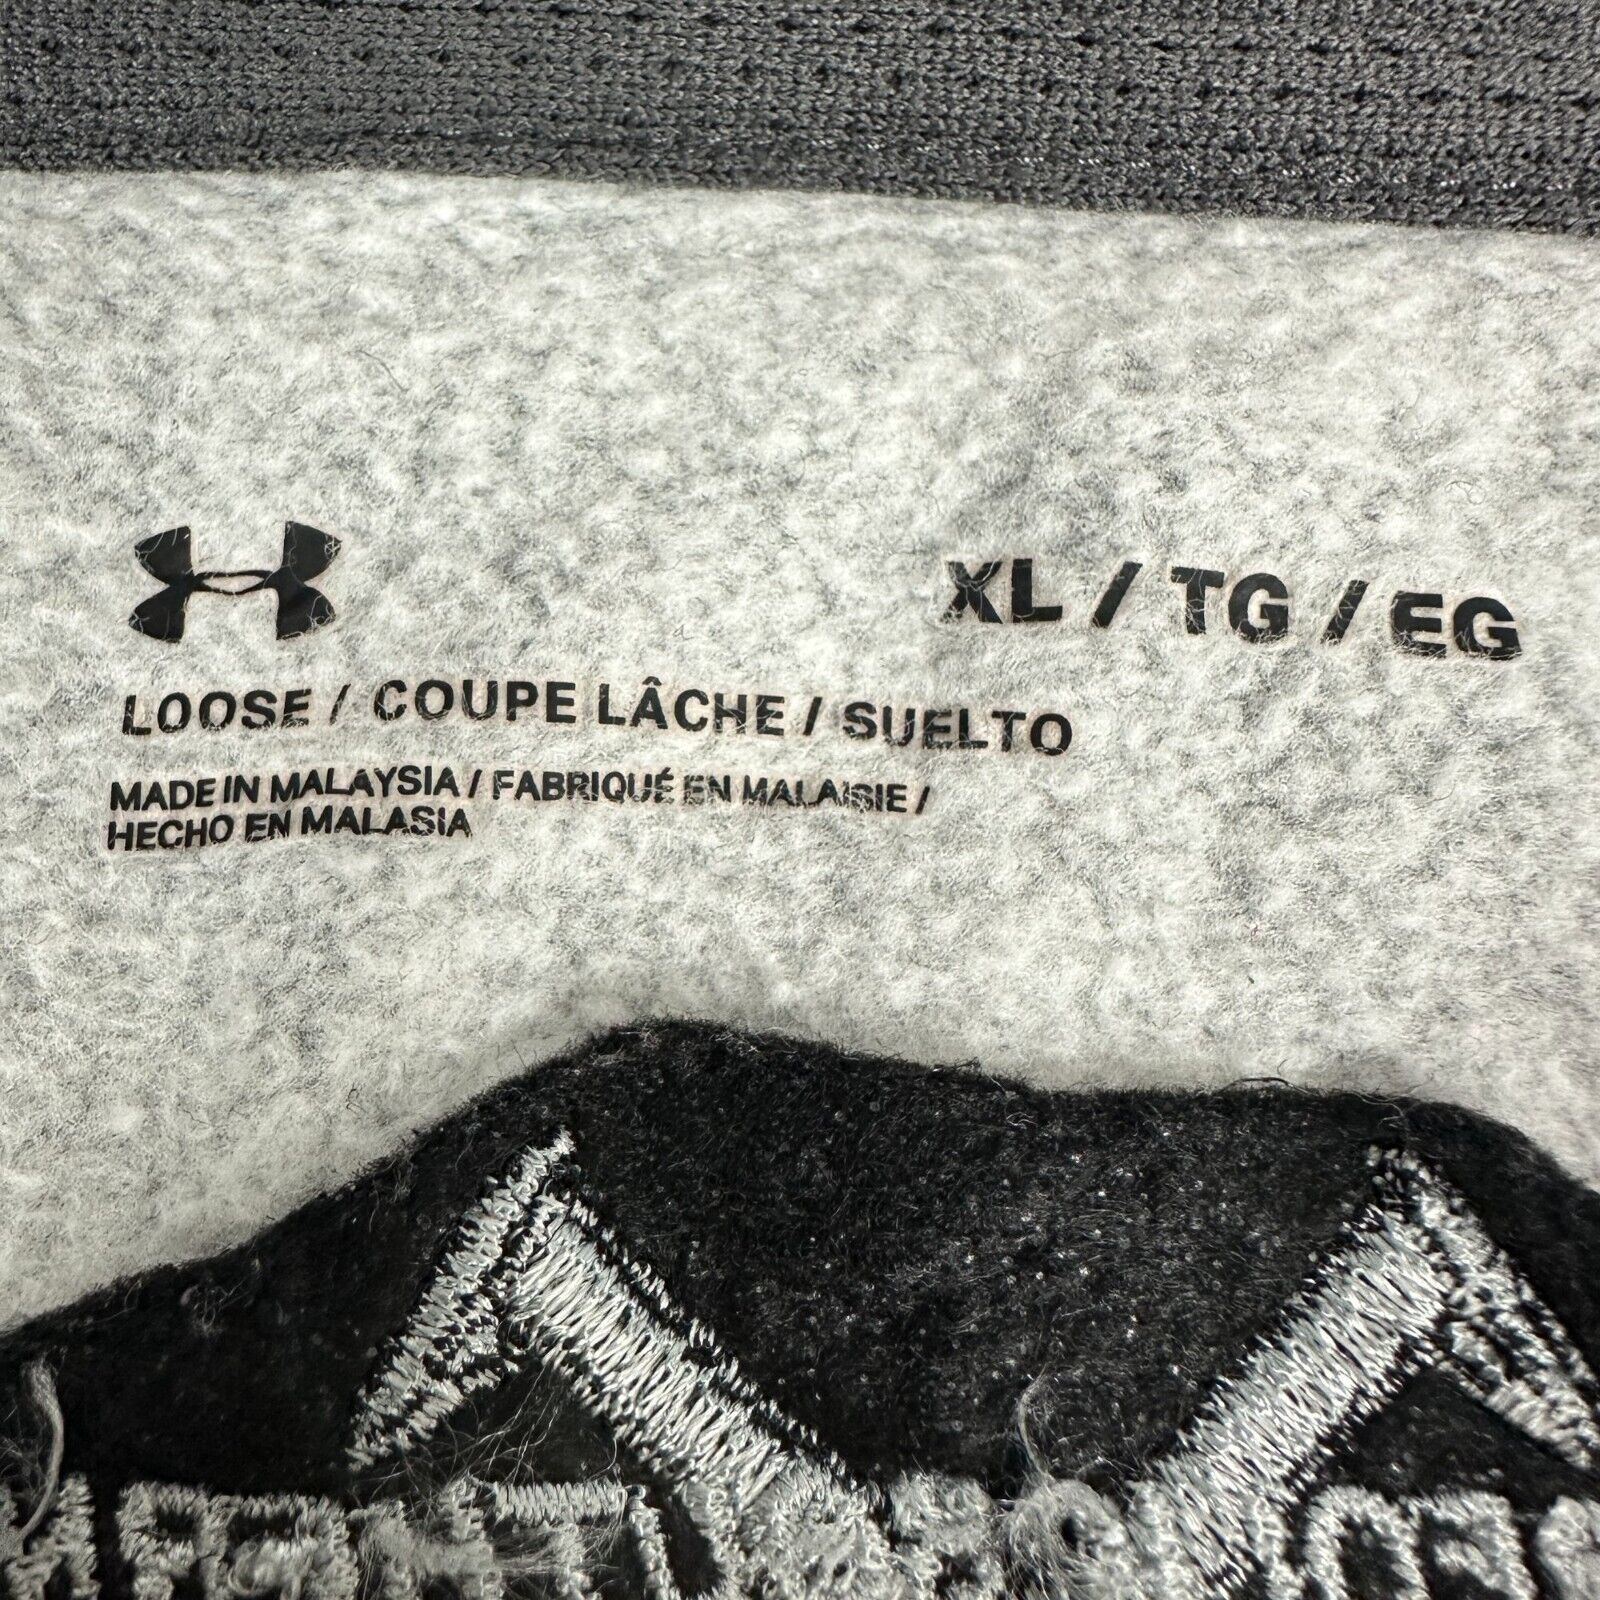 XL / TG / EG
LOOSE / COUPE LÂCHE / SUELTO
MADE IN MALAYSIA / FABRIQUÉ EN MALAISIE /
HECHO EN MALASIA